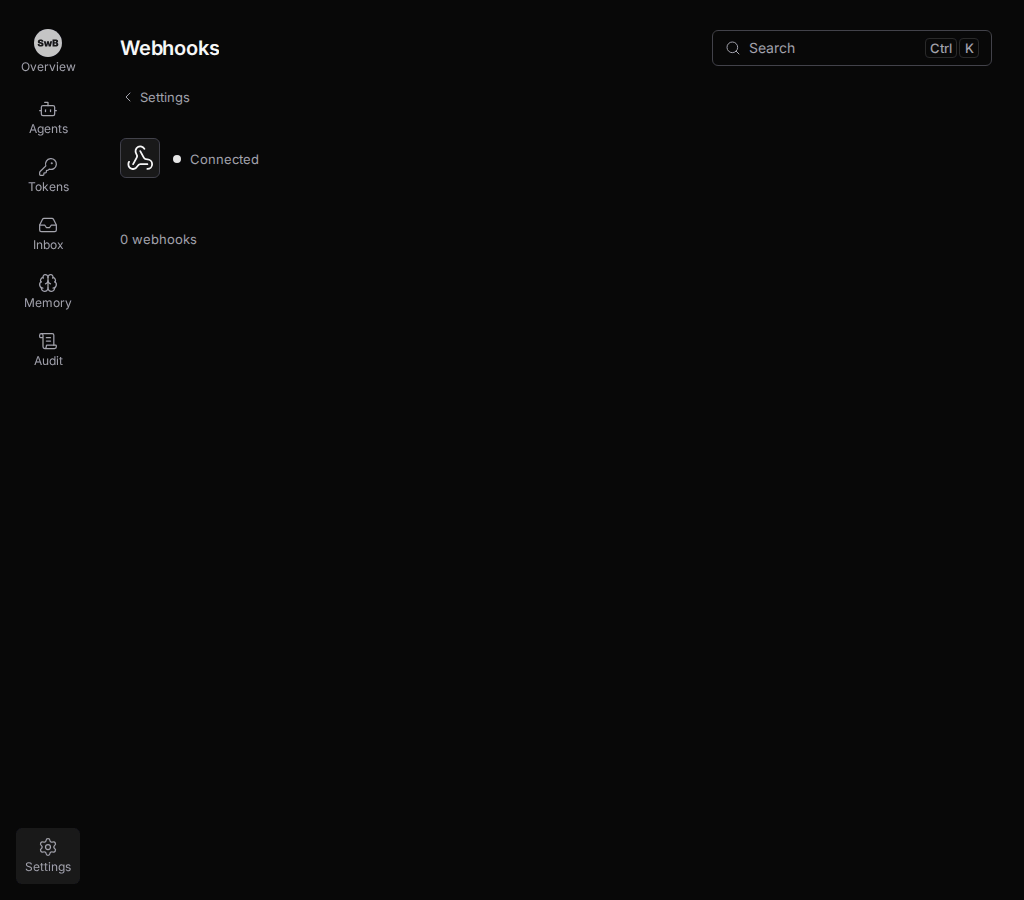 SwB
Overview
Agents
Tokens
Inbox
Memory
Audit
Settings
Webhooks
Search Ctrl K
Settings
Connected
0 webhooks